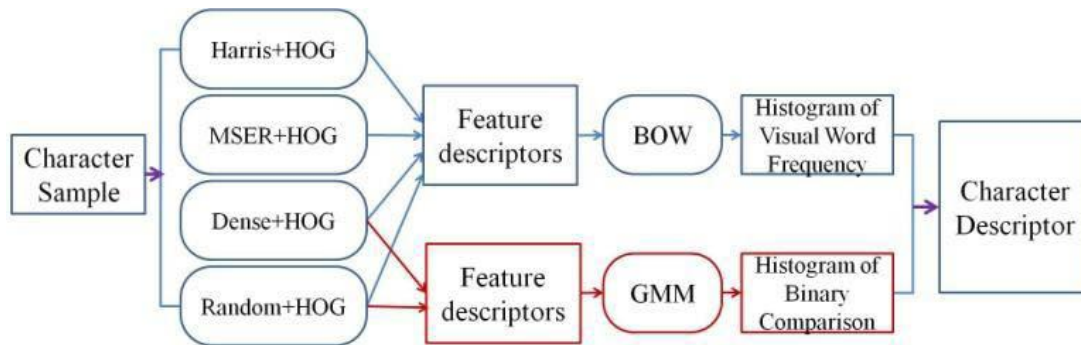 Character
Sample
Harris+HOG
MSER+HOG
Dense+HOG
Random+HOG
Feature
descriptors
BOW
Histogram of
Visual Word
Frequency
Feature
descriptors
GMM
Histogram of
Binary
Comparison
Character
Descriptor